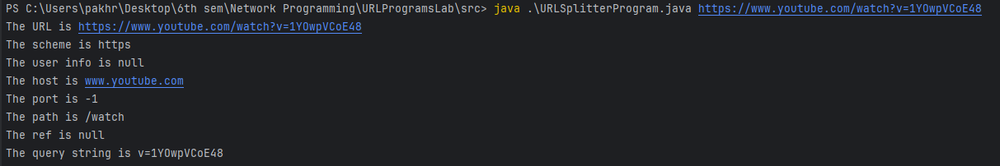 PS C:\Users\pakhr\Desktop\6th sem\Network Programming\URLProgramsLab\src> java .\URLSplitterProgram.java https://www.youtube.com/watch?v=1YOwpVCoE48
The URL is https://www.youtube.com/watch?v=1YOwpVCoE48
The scheme is https
The user info is null
The host is www.youtube.com
The port is -1
The path is /watch
The ref is null
The query string is v=1YOwpVCoE48